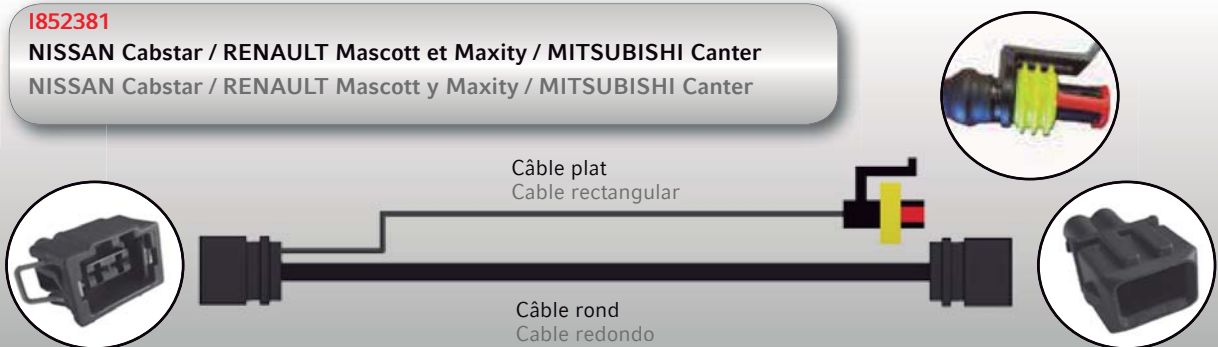 I852381
NISSAN Cabstar / RENAULT Mascott et Maxity / MITSUBISHI Canter
NISSAN Cabstar / RENAULT Mascott y Maxity / MITSUBISHI Canter
Câble plat
Cable rectangular
Câble rond
Cable redondo